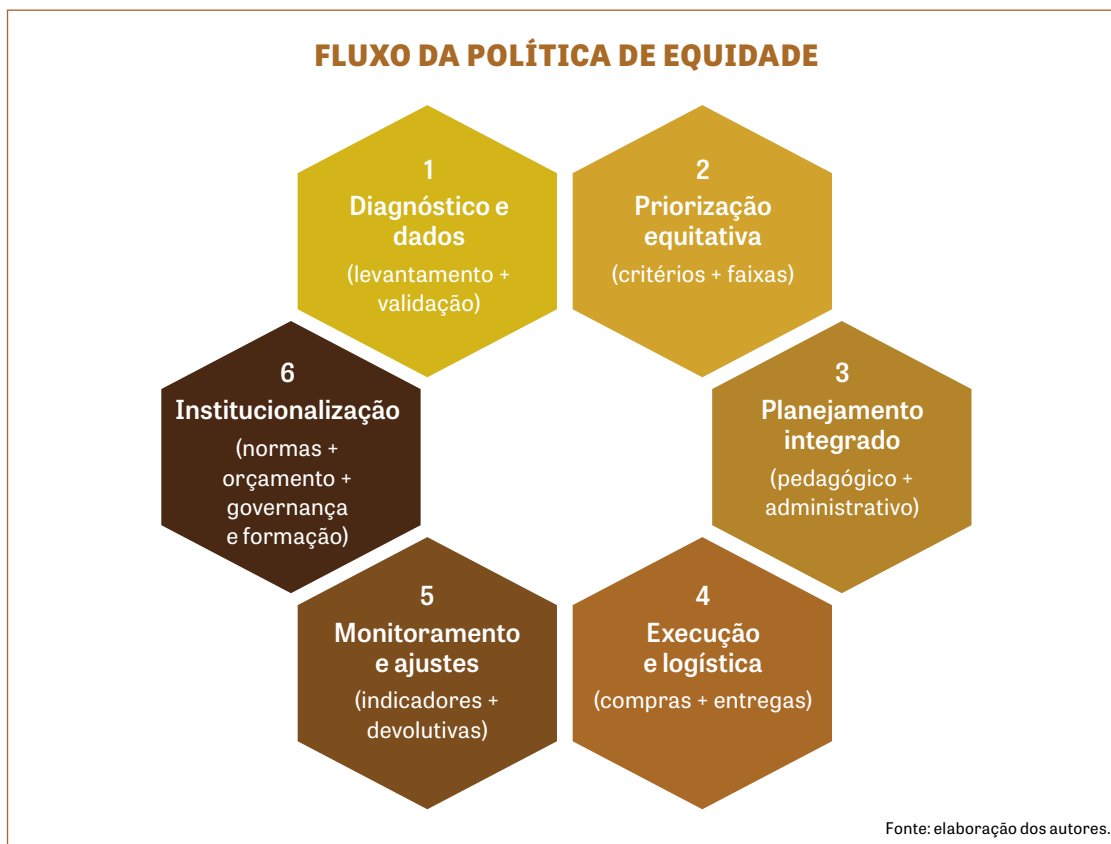 FLUXO DA POLÍTICA DE EQUIDADE
1
Diagnóstico e
dados
(levantamento +
validação)
2
Priorização
equitativa
(critérios + faixas)
3
Planejamento
integrado
(pedagógico +
administrativo)
4
Execução
e logística
(compras + entregas)
5
Monitoramento
e ajustes
(indicadores +
devolutivas)
6
Institucionalização
(normas +
orçamento +
governança
e formação)
Fonte: elaboração dos autores.